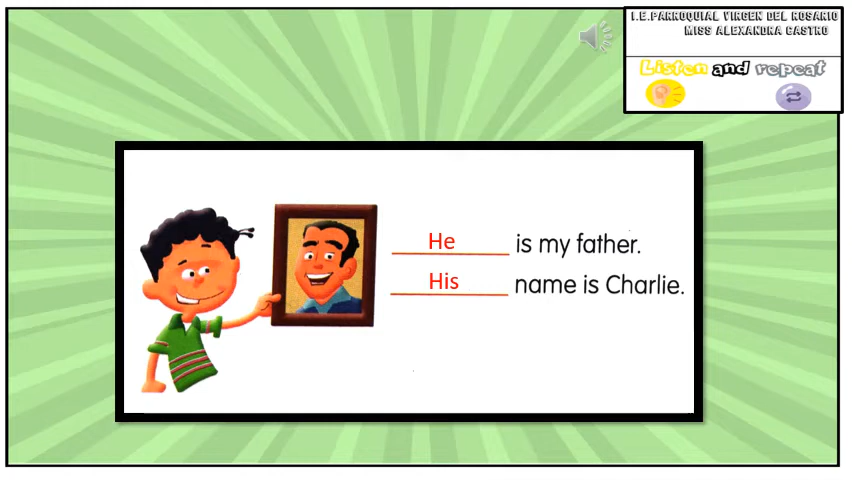 I.E.PARROQUIAL VIRGEN DEL ROSARIO
MISS ALEXANDRA CASTRO
Listen and repeat
He is my father.
His name is Charlie.